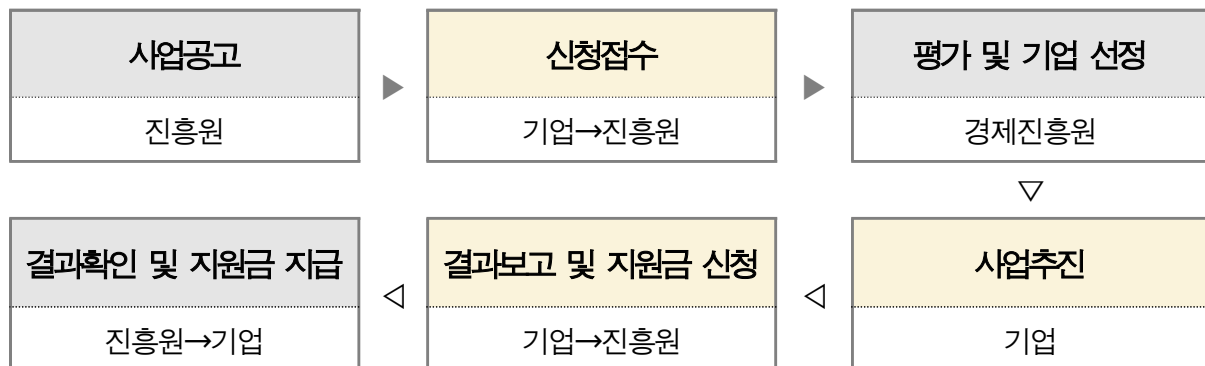 사업공고
진흥원
▶
신청접수
기업→진흥원
▶
평가 및 기업 선정
경제진흥원
▽
사업추진
기업
◁
결과보고 및 지원금 신청
기업→진흥원
◁
결과확인 및 지원금 지급
진흥원→기업